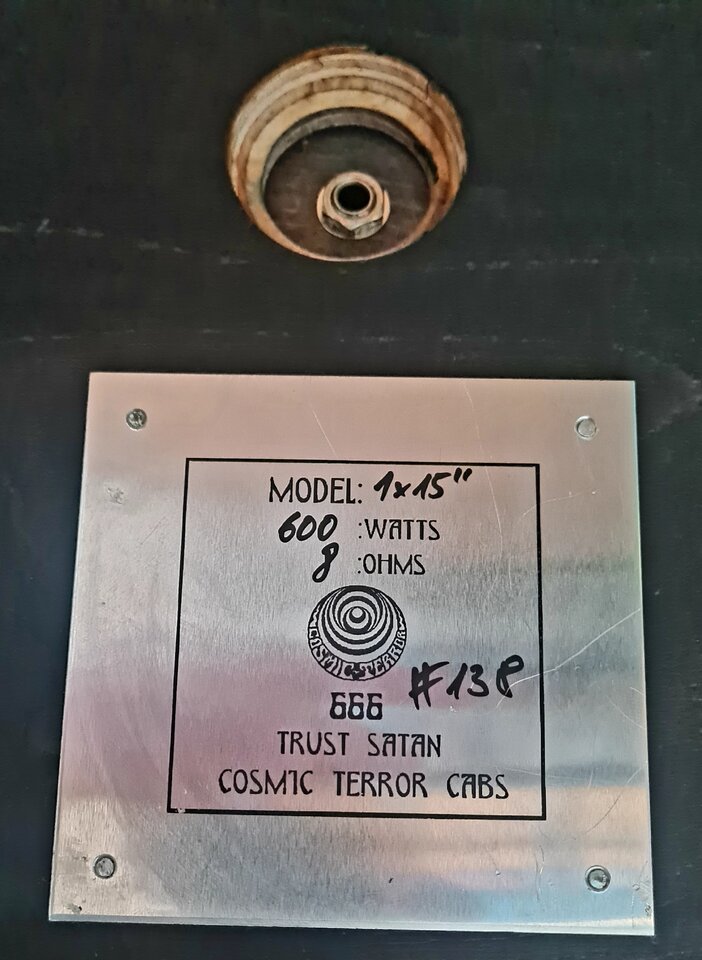 MODEL: 1x15"
600 :WATTS
8 :OHMS
COSMIC TERROR
#138
666
TRUST SATAN
COSMIC TERROR CABS